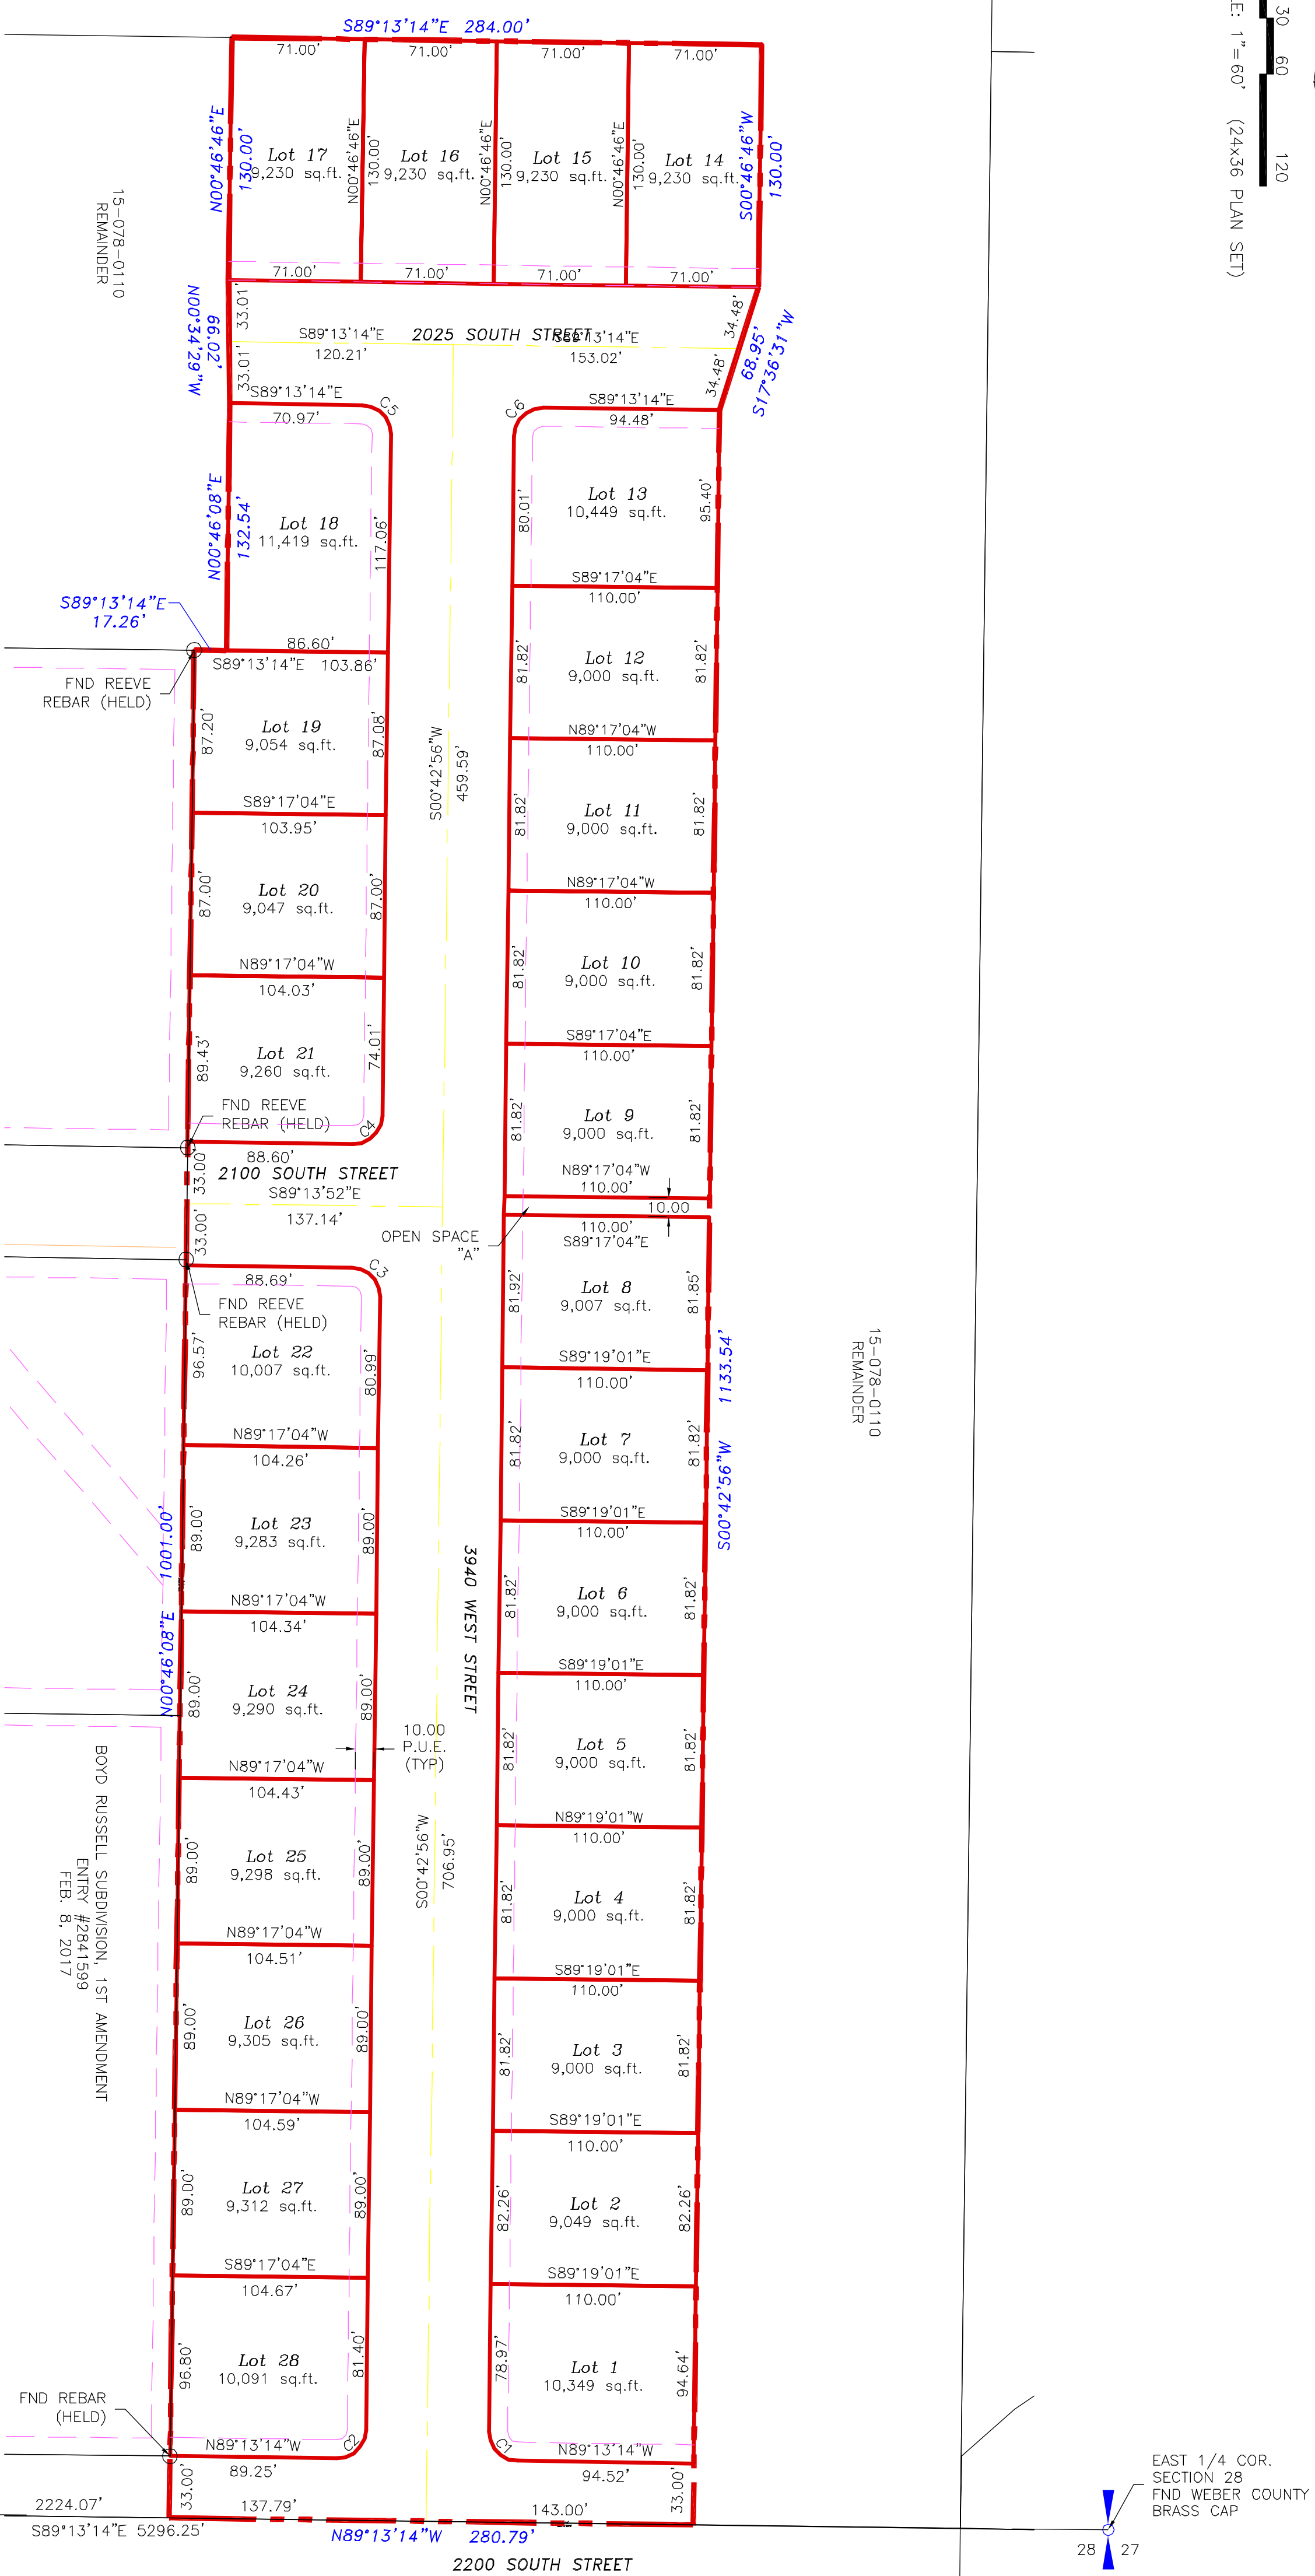 30
60
120
LE: 1"=60' (24x36 PLAN SET)
S89°13'14"E 284.00'
71.00'
71.00'
71.00'
71.00'
N00°46'46"E
130.00'
Lot 17
9,230 sq.ft.
N00°46'46"E
130.00'
Lot 16
9,230 sq.ft.
N00°46'46"E
130.00'
Lot 15
9,230 sq.ft.
N00°46'46"E
130.00'
Lot 14
9,230 sq.ft.
S00°46'46"W
130.00'
15-078-0110
REMAINDER
71.00'
71.00'
71.00'
71.00'
N00°34'29"W
66.02'
33.01'
33.01'
S89°13'14"E
120.21'
2025 SOUTH STREET
S89°13'14"E
153.02'
34.48'
34.48'
68.95'
S17°36'31"W
S89°13'14"E
70.97'
C5
C6
S89°13'14"E
94.48'
N00°46'08"E
132.54'
Lot 18
11,419 sq.ft.
117.06'
80.01'
Lot 13
10,449 sq.ft.
95.40'
S89°17'04"E
110.00'
S89°13'14"E
17.26'
86.60'
S89°13'14"E 103.86'
FND REEVE
REBAR (HELD)
81.82'
Lot 12
9,000 sq.ft.
81.82'
87.20'
Lot 19
9,054 sq.ft.
87.08'
S00°42'56"W
459.59'
N89°17'04"W
110.00'
S89°17'04"E
103.95'
81.82'
Lot 11
9,000 sq.ft.
81.82'
87.00'
Lot 20
9,047 sq.ft.
87.00'
N89°17'04"W
110.00'
N89°17'04"W
104.03'
81.82'
Lot 10
9,000 sq.ft.
81.82'
89.43'
Lot 21
9,260 sq.ft.
74.01'
S89°17'04"E
110.00'
FND REEVE
REBAR (HELD)
C4
81.82'
Lot 9
9,000 sq.ft.
81.82'
88.60'
33.00'
2100 SOUTH STREET
S89°13'52"E
137.14'
33.00'
N89°17'04"W
110.00'
10.00
OPEN SPACE
"A"
110.00'
S89°17'04"E
88.69'
C3
FND REEVE
REBAR (HELD)
81.92'
Lot 8
9,007 sq.ft.
81.85'
96.57'
Lot 22
10,007 sq.ft.
80.99'
S89°19'01"E
110.00'
1133.54'
S00°42'56"W
15-078-0110
REMAINDER
N89°17'04"W
104.26'
81.82'
Lot 7
9,000 sq.ft.
81.82'
N00°46'08"E 1001.00'
89.00'
Lot 23
9,283 sq.ft.
89.00'
S89°19'01"E
110.00'
3940 WEST STREET
N89°17'04"W
104.34'
81.82'
Lot 6
9,000 sq.ft.
81.82'
89.00'
Lot 24
9,290 sq.ft.
89.00'
S89°19'01"E
110.00'
10.00
P.U.E.
(TYP)
81.82'
Lot 5
9,000 sq.ft.
81.82'
N89°17'04"W
104.43'
N89°19'01"W
110.00'
BOYD RUSSELL SUBDIVISION, 1ST AMENDMENT
ENTRY #2841599
FEB. 8, 2017
89.00'
Lot 25
9,298 sq.ft.
89.00'
S00°42'56"W
706.95'
81.82'
Lot 4
9,000 sq.ft.
81.82'
N89°17'04"W
104.51'
S89°19'01"E
110.00'
89.00'
Lot 26
9,305 sq.ft.
89.00'
81.82'
Lot 3
9,000 sq.ft.
81.82'
N89°17'04"W
104.59'
S89°19'01"E
110.00'
89.00'
Lot 27
9,312 sq.ft.
89.00'
82.26'
Lot 2
9,049 sq.ft.
82.26'
S89°17'04"E
104.67'
S89°19'01"E
110.00'
96.80'
Lot 28
10,091 sq.ft.
81.40'
78.97'
Lot 1
10,349 sq.ft.
94.64'
FND REBAR
(HELD)
N89°13'14"W
89.25'
C2
C1
N89°13'14"W
94.52'
33.00'
33.00'
2224.07'
S89°13'14"E 5296.25'
137.79'
143.00'
N89°13'14"W 280.79'
2200 SOUTH STREET
EAST 1/4 COR.
SECTION 28
FND WEBER COUNTY
BRASS CAP
28
27